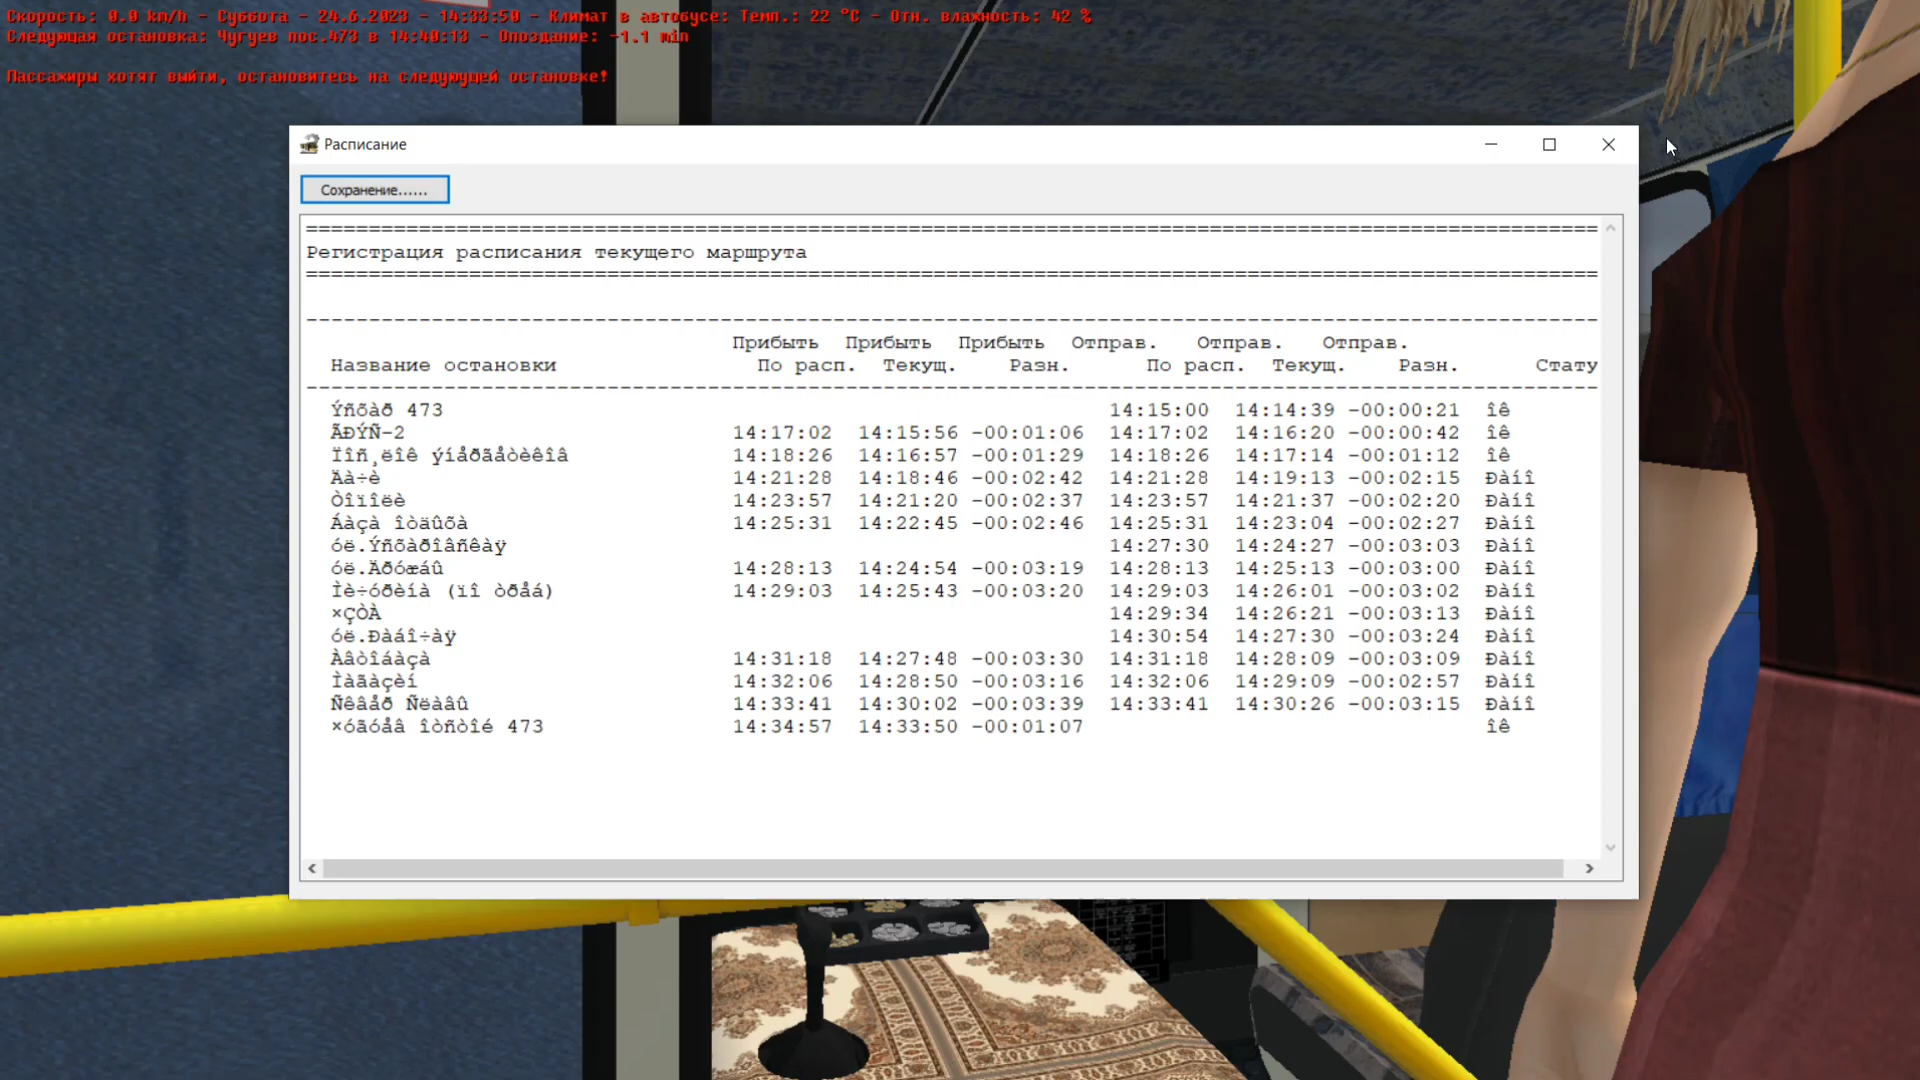 Скорость: 0.0 km/h - Суббота - 24.6.2023 - 14:33:50 - Климат в автобусе: Темп.: 22 °C - Отн. влажность: 42 %
Следующая остановка: Чугуев пос.473 в 14:40:13 - Опоздание: -1.1 min
Пассажиры хотят выйти, остановитесь на следующей остановке!
Расписание
Сохранение......
Регистрация расписания текущего маршрута
Прибыть Прибыть Прибыть Отправ. Отправ. Отправ.
Название остановки По расп. Текущ. Разн. По расп. Текущ. Разн. Стату
Ýñõàð 473 14:15:00 14:14:39 -00:00:21 îê
ÃÐÝÑ-2 14:17:02 14:15:56 -00:01:06 14:17:02 14:16:20 -00:00:42 îê
Ïîñ¸ëîê ýíåðãåòèêîâ 14:18:26 14:16:57 -00:01:29 14:18:26 14:17:14 -00:01:12 îê
Äà÷è 14:21:28 14:18:46 -00:02:42 14:21:28 14:19:13 -00:02:15 Ðàíî
Òîïîëè 14:23:57 14:21:20 -00:02:37 14:23:57 14:21:37 -00:02:20 Ðàíî
Áàçà îòäûõà 14:25:31 14:22:45 -00:02:46 14:25:31 14:23:04 -00:02:27 Ðàíî
óë.Ýñõàðîâñêàÿ 14:27:30 14:24:27 -00:03:03 Ðàíî
óë.Äðóæáû 14:28:13 14:24:54 -00:03:19 14:28:13 14:25:13 -00:03:00 Ðàíî
Ìè÷óðèíà (ïî òðåá) 14:29:03 14:25:43 -00:03:20 14:29:03 14:26:01 -00:03:02 Ðàíî
×ÇÒÀ 14:29:34 14:26:21 -00:03:13 Ðàíî
óë.Ðàáî÷àÿ 14:30:54 14:27:30 -00:03:24 Ðàíî
Àâòîáàçà 14:31:18 14:27:48 -00:03:30 14:31:18 14:28:09 -00:03:09 Ðàíî
Ìàãàçèí 14:32:06 14:28:50 -00:03:16 14:32:06 14:29:09 -00:02:57 Ðàíî
Ñêâåð Ñëàâû 14:33:41 14:30:02 -00:03:39 14:33:41 14:30:26 -00:03:15 Ðàíî
×óãóåâ îòñòîé 473 14:34:57 14:33:50 -00:01:07 îê